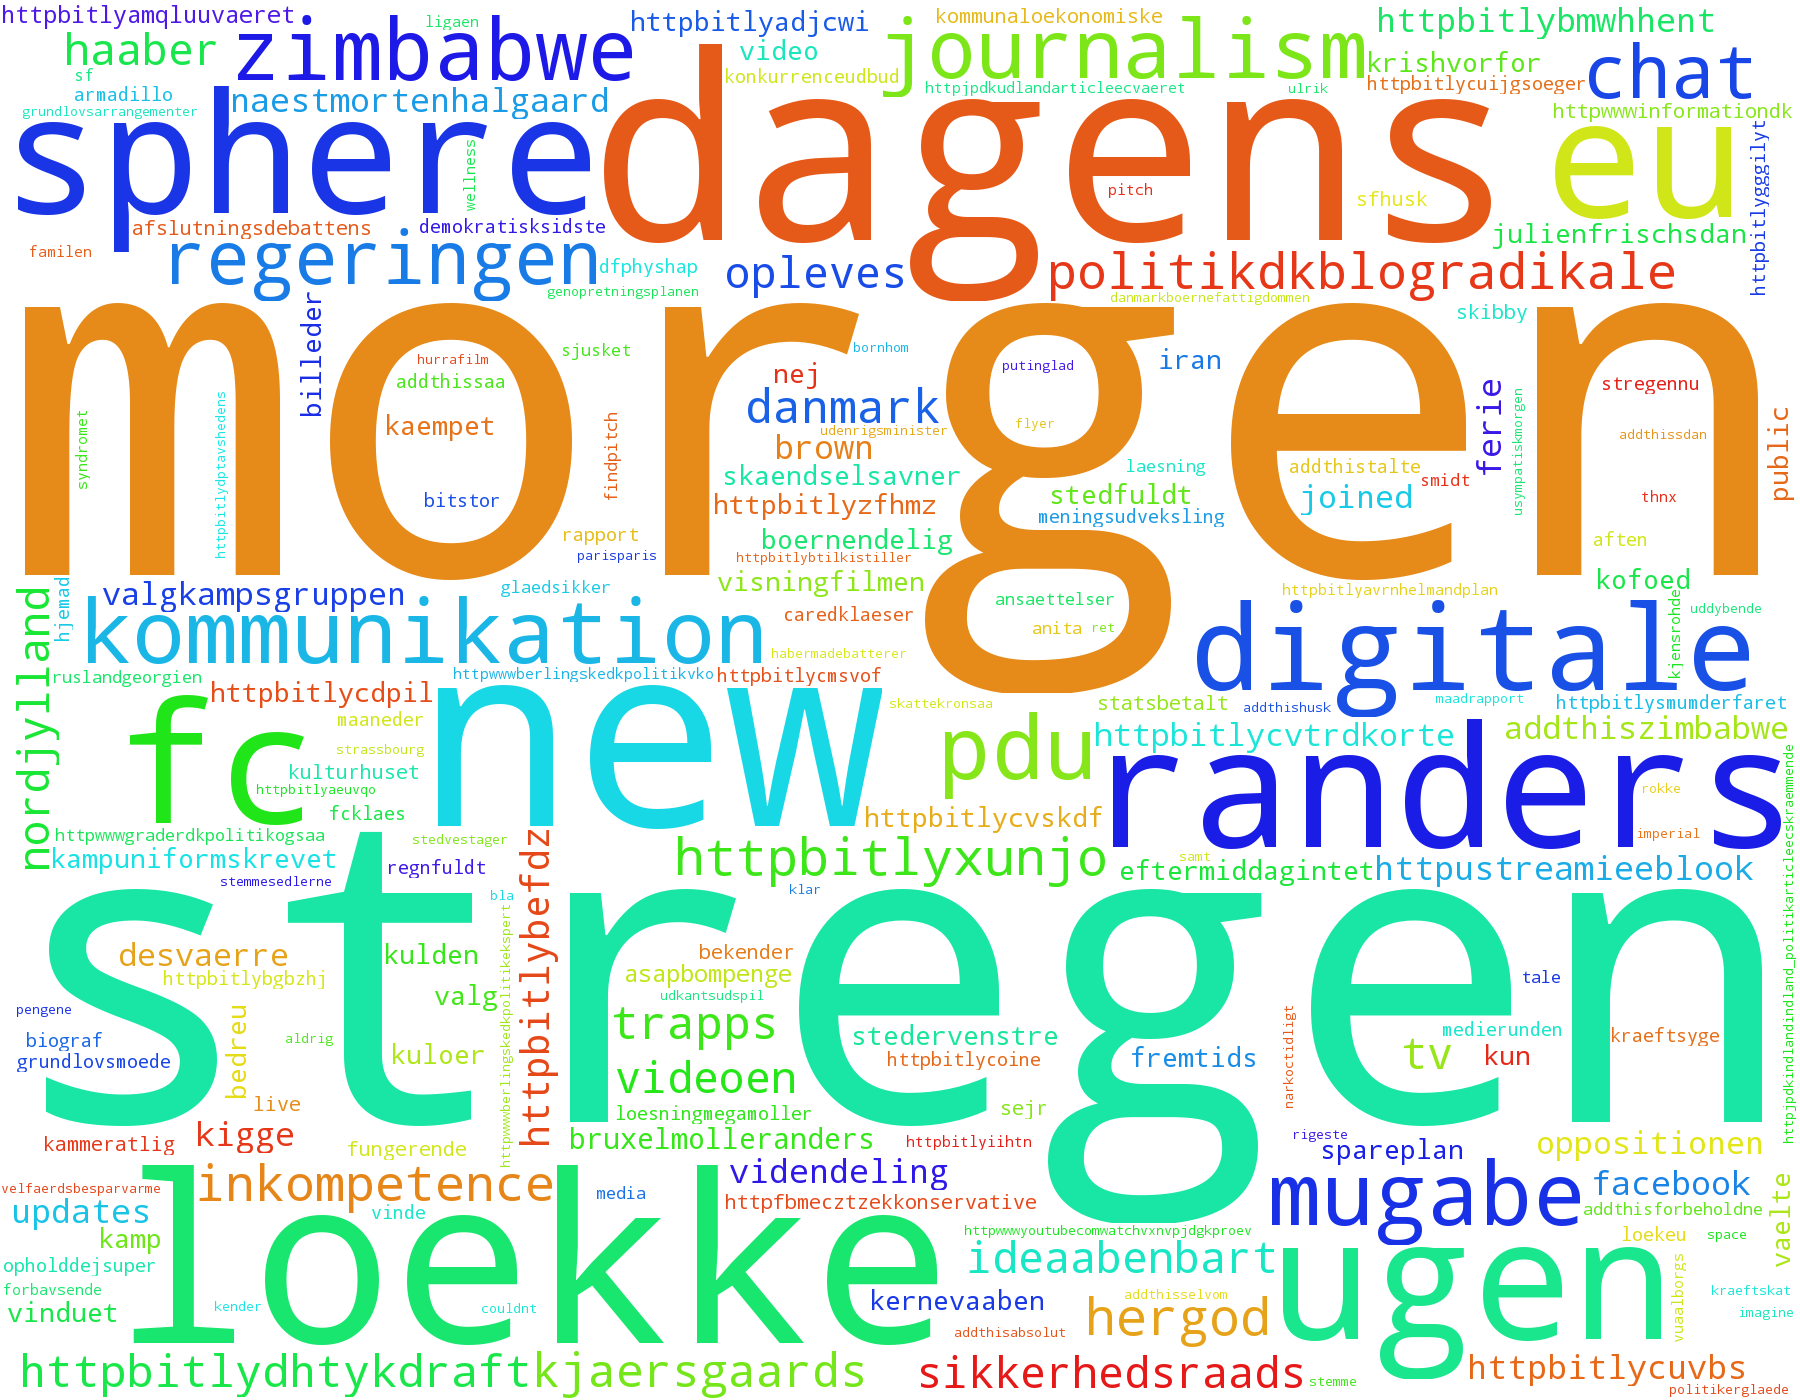 httpbitlyamqluuvaeret
ligaen
httpbitlyadjcwi
kommunaloekonomiske
httpbitlybmwhhent
haaber
zimbabwe
video
journalism
krishvorfor
chat
sf
konkurrenceudbud
armadillo
naestmortenhalgaard
httpjpdkudlandarticleecvaeret
ulrik
httpbitlycuijgsoeger
grundlovsarrangementer
httpwwwinformationdk
sphere
dagens
eu
wellness
httpbitlygggilyt
pitch
sfhusk
afslutningsdebattens
demokratisksidste
julienfrischsdan
familen
regeringen
dfphyshap
opleves
politikdkblogradikale
genopretningsplanen
danmarkboernefattigdommen
skibby
morgen
billeder
hurrafilm
sjusket
bornhom
putinglad
iran
addthissaa
nej
stregennu
syndromet
httpbitlydptavshedens
kaempet
findpitch
danmark
udenrigsminister
flyer
ferie
usympatiskmorgen
public
addthissdan
brown
laesning
addthistalte
skaendselsavner
smidt
bitstor
httpbitlyzfhmz
stedfuldt
joined
thnx
meningsudveksling
rapport
boernendelig
aften
parisparis
httpbitlybtilkistiller
hjemad
valgkampsgruppen
glaedsikker
visningfilmen
ansaettelser
httpbitlyavrnhelmandplan
kofoed
nordjylland
kommunikation
caredklaeser
anita
ret
digitale
kjensrohde
uddybende
habermadebatterer
ruslandgeorgien
httpwwwberlingskedkpolitikvko
httpbitlycmsvof
httpbitlycdpil
fc
new
skattekronsaa
statsbetalt
addthishusk
maadrapport
httpbitlysmumderfaret
maaneder
pdu
httpbitlycvtrdkorte
addthiszimbabwe
strassbourg
randers
kulturhuset
httpbitlyaeuvqo
rokke
fcklaes
httpbitlycvskdf
httpwwwgraderdkpolitikogsaa
stedvestager
imperial
kampuniformskrevet
httpbitlybefdz
httpbitlyxunjo
samt
eftermiddagintet
httpustreamieeblook
httpjpdkindlandindland_politikarticleecskraemmende
regnfuldt
stemmesedlerne
bla
klar
stregen
desvaerre
kulden
httpwwwberlingskedkpolitikekspert
bekender
httpbitlybgbzhj
asapbompenge
tale
valg
udkantsudspil
pengene
bedreu
trapps
narkoctidligt
medierunden
biograf
aldrig
stedervenstre
kraeftsyge
grundlovsmoede
kuloer
httpbitlycoine
fremtids
tv
kun
videoen
live
loesningmegamoller
sejr
kammeratlig
kigge
fungerende
bruxelmolleranders
httpbitlyiihtn
rigeste
spareplan
oppositionen
velfaerdsbesparvarme
loekke
inkompetence
videndeling
media
mugabe
facebook
vaelte
updates
vinde
httpfbmecztzekkonservative
addthisforbeholdne
kamp
httpwwwyoutubecomwatchvxnvpjdgkproev
loekeu
space
opholddejsuper
ideaabenbart
ugen
vuaalborgs
forbavsende
kraeftskat
vinduet
kender
couldnt
kernevaaben
addthisselvom
hergod
imagine
addthisabsolut
httpbitlydhtykdraft
kjaersgaards
sikkerhedsraads
stemme
httpbitlycuvbs
politikerglaede